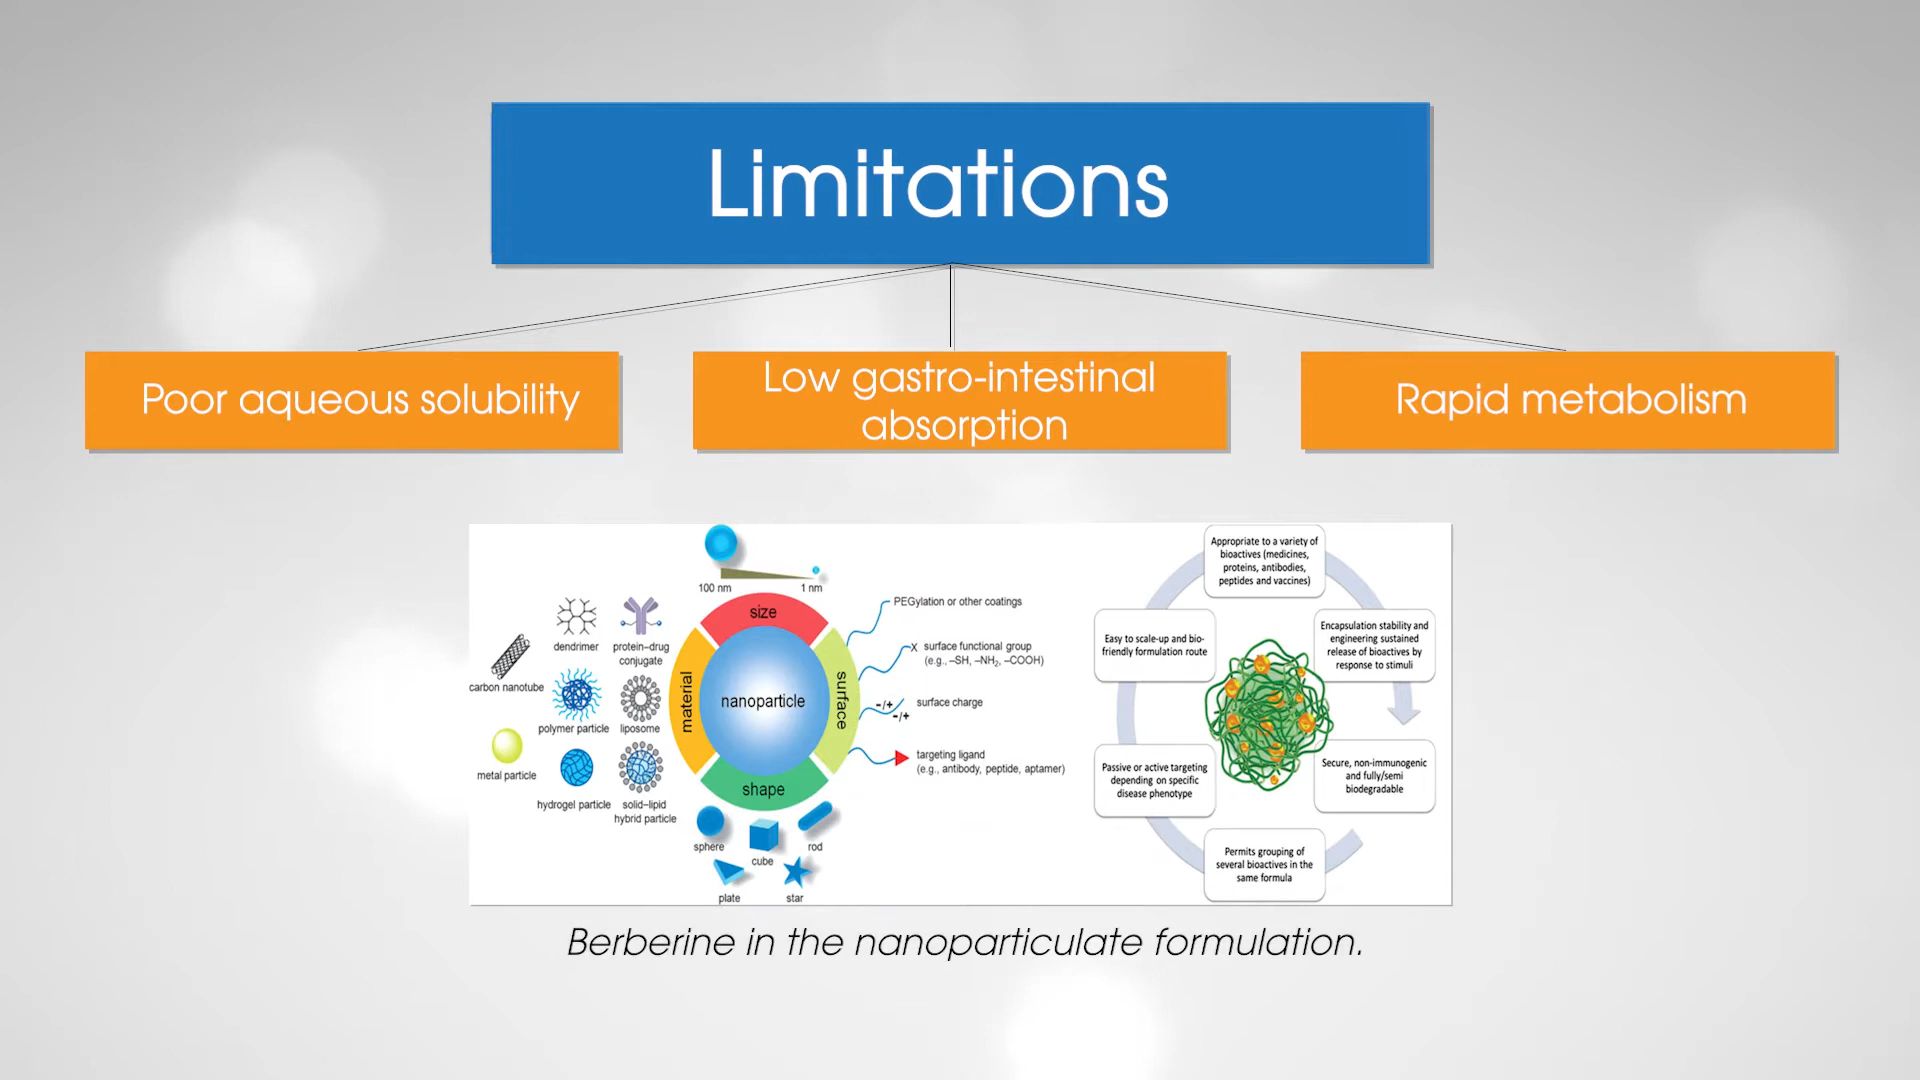 Limitations
Poor aqueous solubility
Low gastro-intestinal
absorption
Rapid metabolism
100 nm
1 nm
size
material
nanoparticle
surface
shape
dendrimer
protein–drug
conjugate
carbon nanotube
polymer particle
liposome
metal particle
hydrogel particle
solid–lipid
hybrid particle
PEGylation or other coatings
X
surface functional group
(e.g., –SH, –NH₂, –COOH)
-/+
-/+
surface charge
targeting ligand
(e.g., antibody, peptide, aptamer)
sphere
cube
rod
plate
star
Appropriate to a variety of
bioactives (medicines,
proteins, antibodies,
peptides and vaccines)
Encapsulation stability and
engineering sustained
release of bioactives by
response to stimuli
Secure, non-immunogenic
and fully/semi
biodegradable
Permits grouping of
several bioactives in the
same formula
Passive or active targeting
depending on specific
disease phenotype
Easy to scale-up and bio-
friendly formulation route
Berberine in the nanoparticulate formulation.